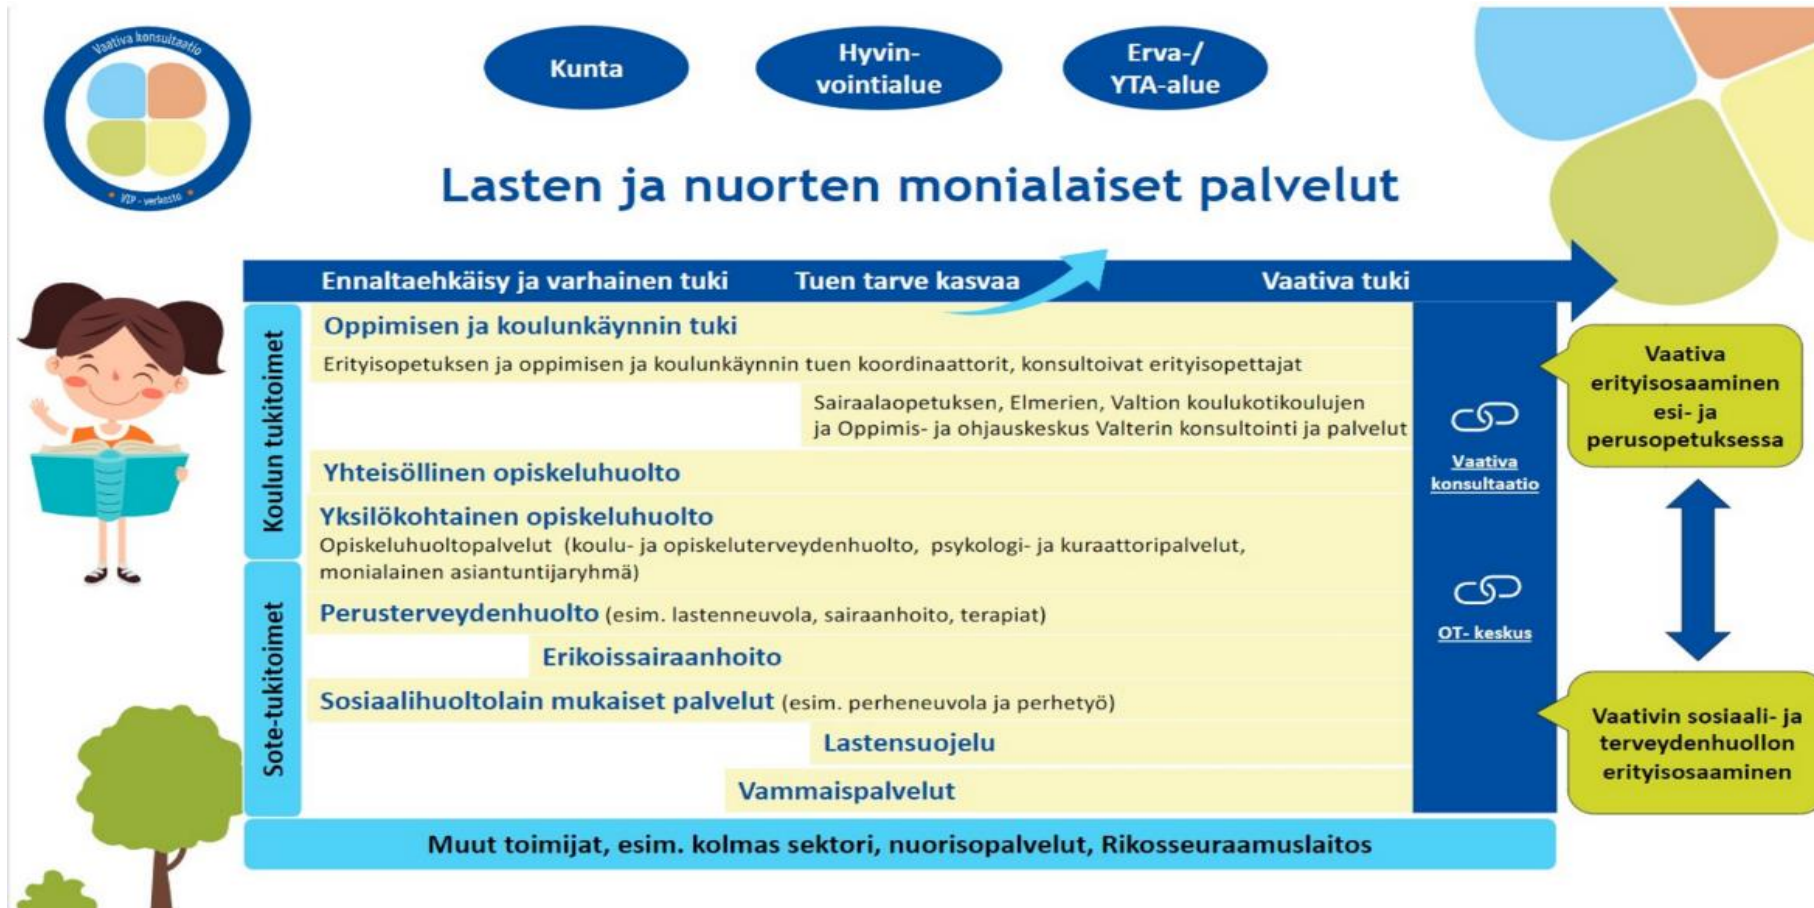 Vaativa konsultaatio
VIP - verkosto
Kunta
Hyvin-
vointialue
Erva-/
YTA-alue
Lasten ja nuorten monialaiset palvelut
Ennaltaehkäisy ja varhainen tuki
Tuen tarve kasvaa
Vaativa tuki
Koulun tukitoimet
Oppimisen ja koulunkäynnin tuki
Erityisopetuksen ja oppimisen ja koulunkäynnin tuen koordinaattorit, konsultoivat erityisopettajat
Sairaalaopetuksen, Elmerien, Valtion koulukotikoulujen
ja Oppimis- ja ohjauskeskus Valterin konsultointi ja palvelut
Yhteisöllinen opiskeluhuolto
Yksilökohtainen opiskeluhuolto
Opiskeluhuoltopalvelut (koulu- ja opiskeluterveydenhuolto, psykologi- ja kuraattoripalvelut,
monialainen asiantuntijaryhmä)
Sote-tukitoimet
Perusterveydenhuolto (esim. lastenneuvola, sairaanhoito, terapiat)
Erikoissairaanhoito
Sosiaalihuoltolain mukaiset palvelut (esim. perheneuvola ja perhetyö)
Lastensuojelu
Vammaispalvelut
Vaativa
konsultaatio
OT- keskus
Vaativa
erityisosaaminen
esi- ja
perusopetuksessa
Vaativin sosiaali- ja
terveydenhuollon
erityisosaaminen
Muut toimijat, esim. kolmas sektori, nuorisopalvelut, Rikosseuraamuslaitos